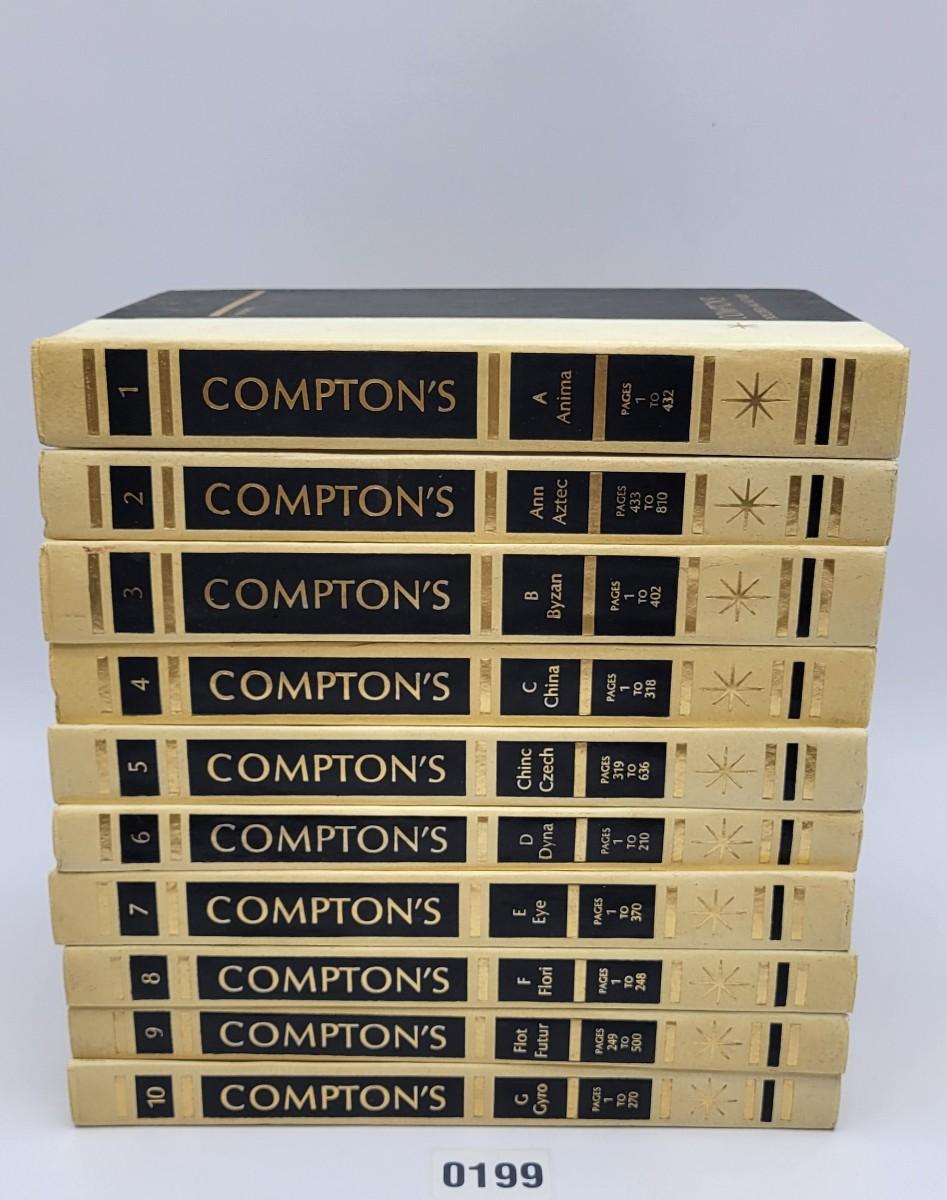 1
COMPTON'S
A
Anima
PAGES
1
TO
432
2
COMPTON'S
Ann
Aztec
PAGES
433
TO
810
3
COMPTON'S
B
Byzan
PAGES
1
TO
402
4
COMPTON'S
C
China
PAGES
1
TO
318
5
COMPTON'S
Chinc
Czech
PAGES
319
TO
636
6
COMPTON'S
D
Dyna
PAGES
1
TO
210
7
COMPTON'S
E
Eye
PAGES
1
TO
370
8
COMPTON'S
F
Flori
PAGES
1
TO
248
9
COMPTON'S
Flot
Futur
PAGES
249
TO
500
10
COMPTON'S
G
Gyro
PAGES
1
TO
270
0199